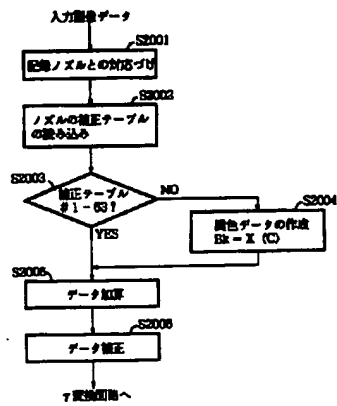 入力画像データ
S2001
記録ノズルとの対応づけ
S2002
ノズルの補正テーブル
の読み込み
S2003
補正テーブル
#1-63?
NO
YES
S2004
異色データの作成
Bk=X(C)
S2005
データ加算
S2006
データ補正
γ変換回路へ